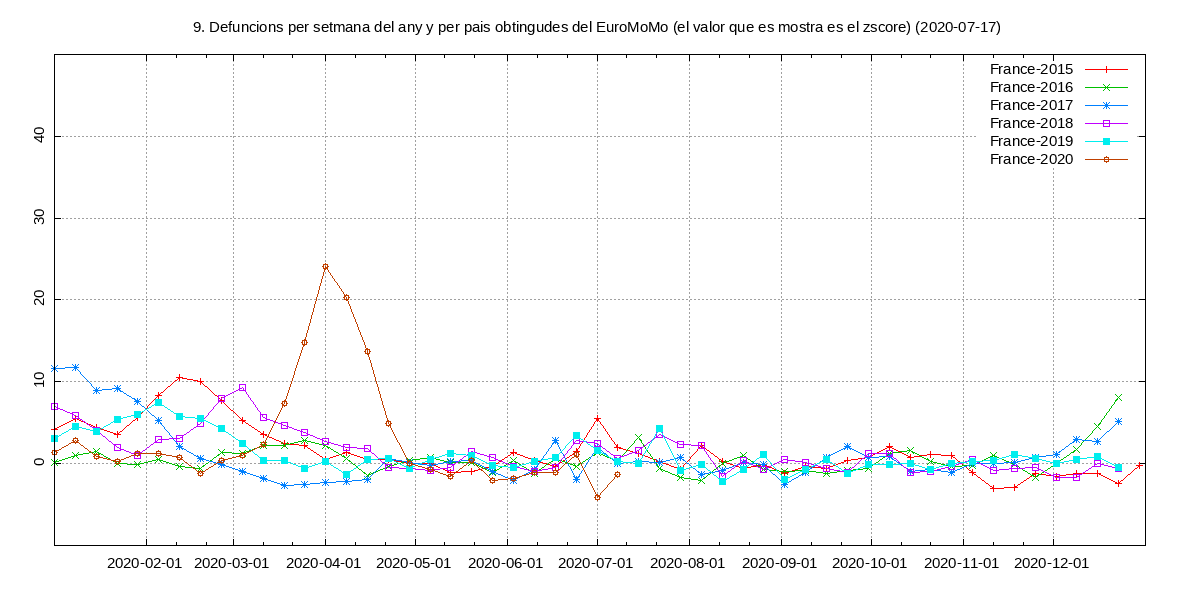 9. Defuncions per setmana del any y per pais obtingudes del EuroMoMo (el valor que es mostra es el zscore) (2020-07-17)
France-2015
France-2016
France-2017
France-2018
France-2019
France-2020
40
30
20
10
0
2020-02-01 2020-03-01 2020-04-01 2020-05-01 2020-06-01 2020-07-01 2020-08-01 2020-09-01 2020-10-01 2020-11-01 2020-12-01